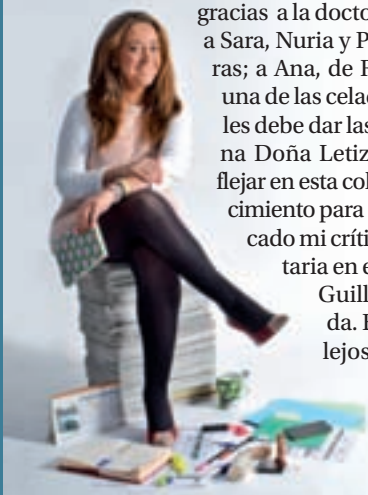 gracias a la docto
a Sara, Nuria y P
ras; a Ana, de
una de las celad
les debe dar las
na Doña Letiz
flejar en esta col
cimiento para
cado mi críti
taria en e
Guill
da.
lejos